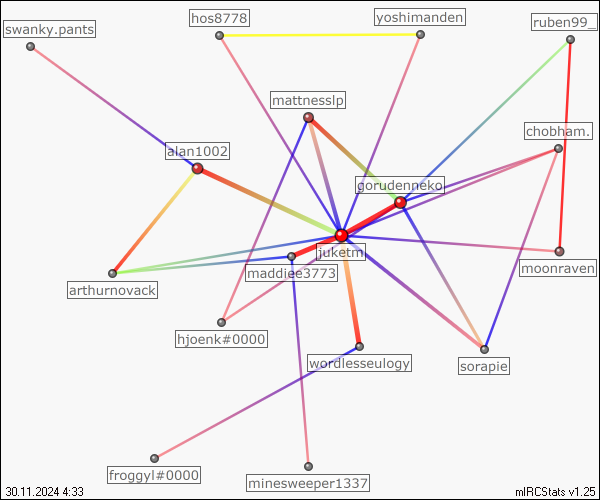 hos8778
yoshimanden
ruben99_
swanky.pants
mattnesslp
chobham.
alan1002
gorudenneko
juketm
maddiee3773
moonraven
arthurnovack
hjoenk#0000
wordlesseulogy
sorapie
froggyl#0000
minesweeper1337
30.11.2024 4:33
mIRCStats v1.25